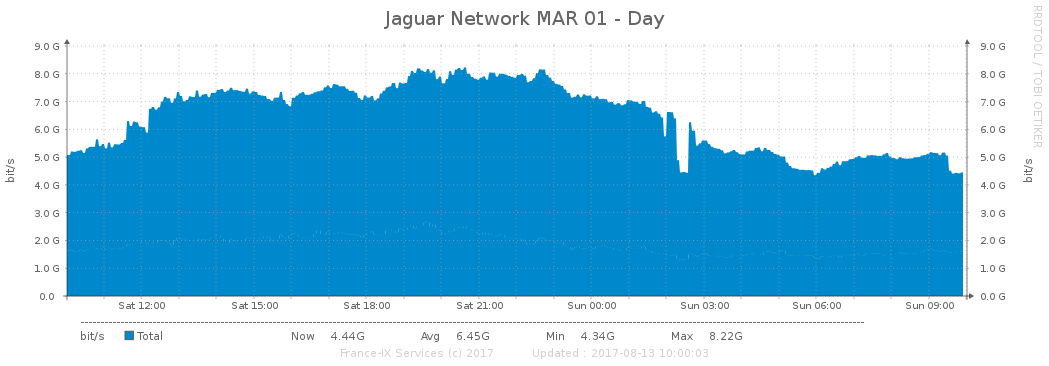 Jaguar Network MAR 01 - Day
RRDTOOL / TOBI OETIKER
9.0 G 9.0 G
8.0 G 8.0 G
7.0 G 7.0 G
6.0 G 6.0 G
5.0 G 5.0 G
4.0 G 4.0 G
3.0 G 3.0 G
2.0 G 2.0 G
1.0 G 1.0 G
0.0 0.0 G
bit/s
bit/s
Sat 12:00 Sat 15:00 Sat 18:00 Sat 21:00 Sun 00:00 Sun 03:00 Sun 06:00 Sun 09:00
bit/s Total Now 4.44G Avg 6.45G Min 4.34G Max 8.22G
France-IX Services (c) 2017 Updated : 2017-08-13 10:00:03